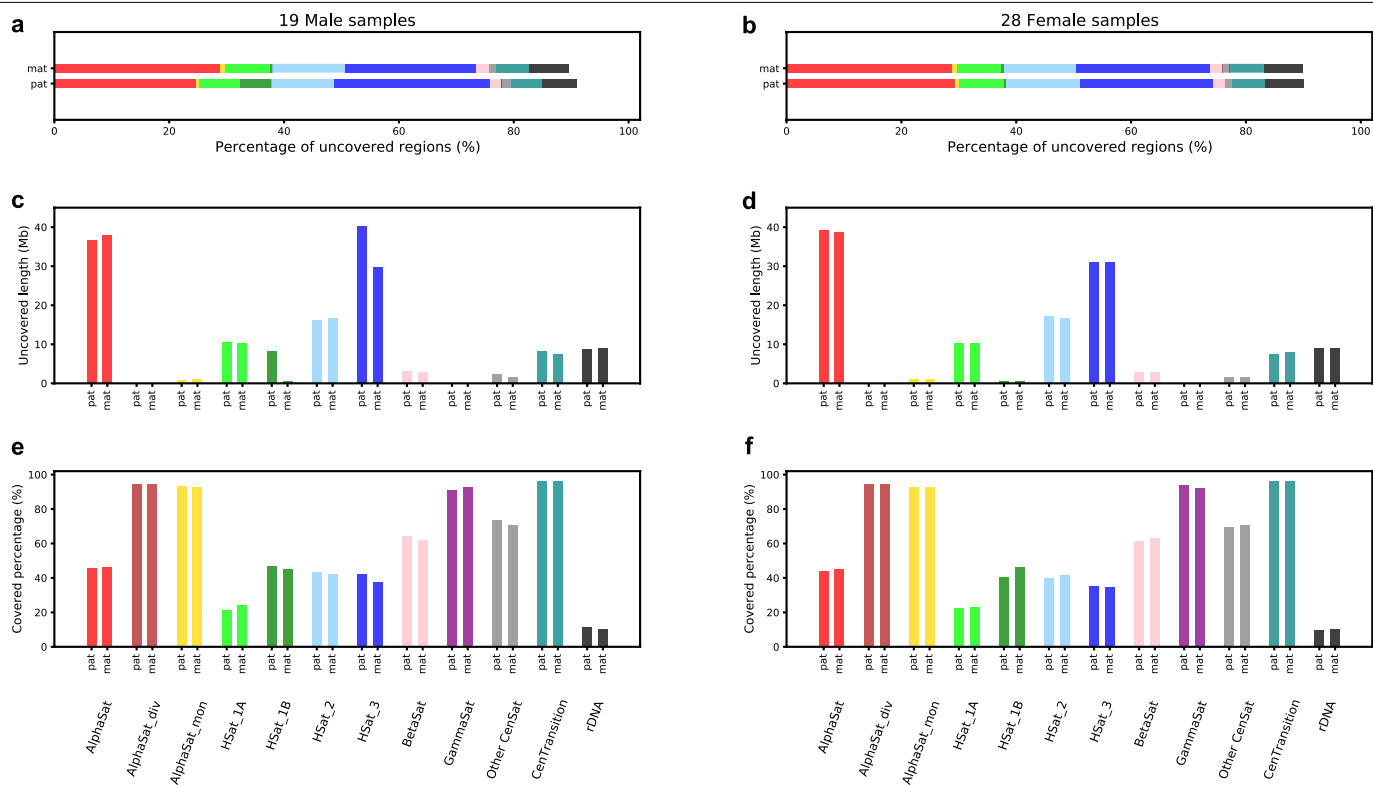 a
19 Male samples
mat
pat
0 20 40 60 80 100
Percentage of uncovered regions (%)
b
28 Female samples
mat
pat
0 20 40 60 80 100
Percentage of uncovered regions (%)
c
Uncovered length (Mb)
40
30
20
10
0
pat mat pat mat pat mat pat mat pat mat pat mat pat mat pat mat pat mat pat mat pat mat pat mat
d
Uncovered length (Mb)
40
30
20
10
0
pat mat pat mat pat mat pat mat pat mat pat mat pat mat pat mat pat mat pat mat pat mat pat mat
e
Covered percentage (%)
100
80
60
40
20
0
pat mat pat mat pat mat pat mat pat mat pat mat pat mat pat mat pat mat pat mat pat mat pat mat
AlphaSat AlphaSat_div AlphaSat_mon HSat_1A HSat_1B HSat_2 HSat_3 BetaSat GammaSat Other CenSat CenTransition rDNA
f
Covered percentage (%)
100
80
60
40
20
0
pat mat pat mat pat mat pat mat pat mat pat mat pat mat pat mat pat mat pat mat pat mat pat mat
AlphaSat AlphaSat_div AlphaSat_mon HSat_1A HSat_1B HSat_2 HSat_3 BetaSat GammaSat Other CenSat CenTransition rDNA